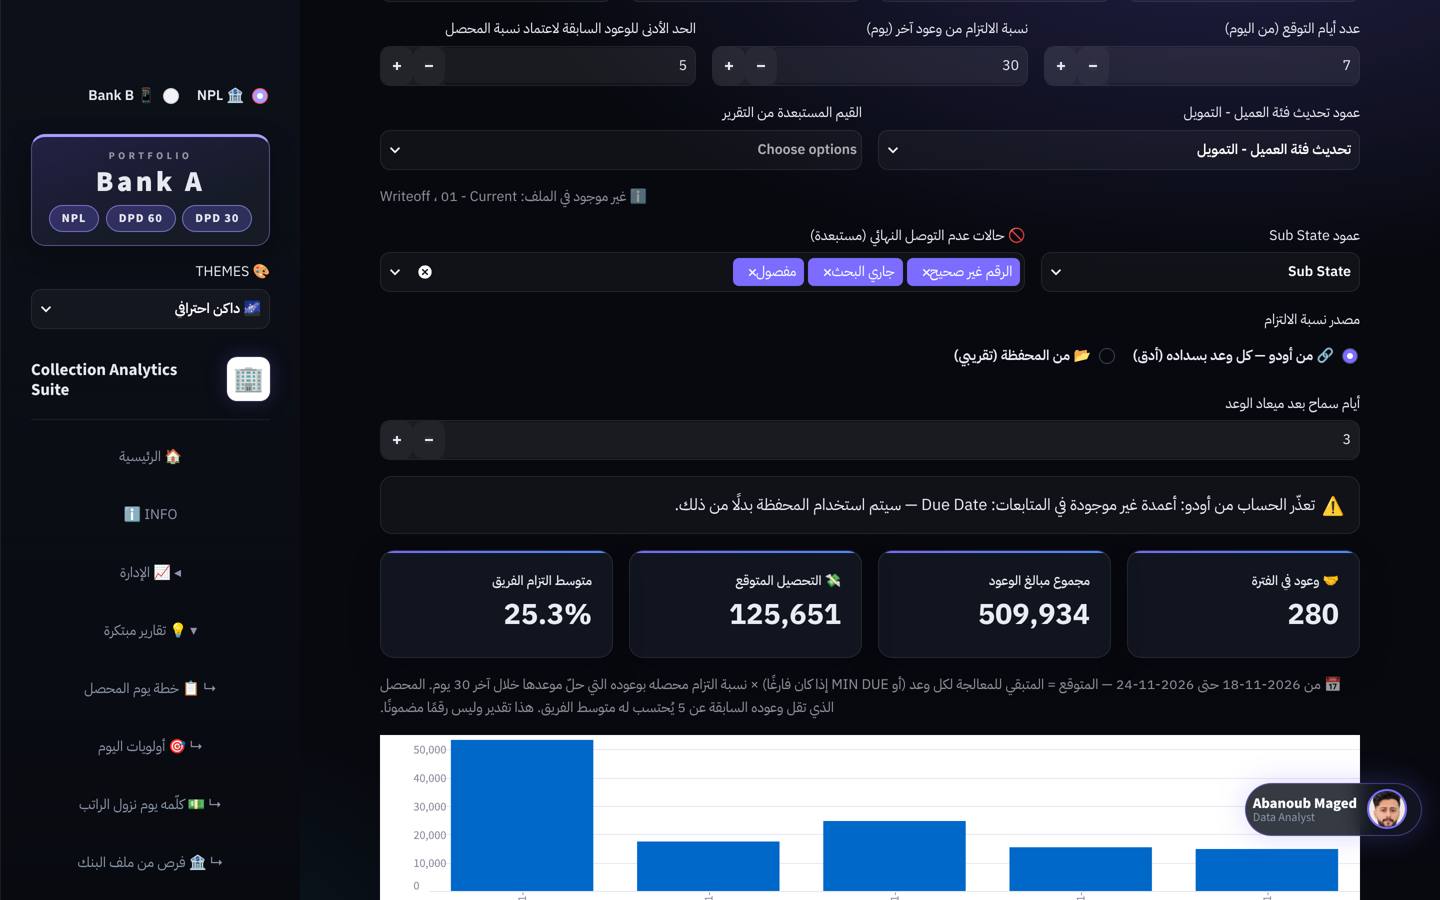 عدد أيام التوقع (من اليوم)
نسبة الالتزام من وعود آخر (يوم)
الحد الأدنى للوعود السابقة لاعتماد نسبة المحصل
7
30
5
عمود تحديث فئة العميل - التمويل
القيم المستبعدة من التقرير
تحديث فئة العميل - التمويل
Choose options
ℹ️ غير موجود في الملف: Writeoff ، 01 - Current
عمود Sub State
🚫 حالات عدم التوصل النهائي (مستبعدة)
Sub State
الرقم غير صحيح×
جاري البحث×
مفصول×
مصدر نسبة الالتزام
🔗 من أودو — كل وعد بسداده (أدق)
📂 من المحفظة (تقريبي)
أيام سماح بعد ميعاد الوعد
3
⚠️ تعذّر الحساب من أودو: أعمدة غير موجودة في المتابعات: Due Date — سيتم استخدام المحفظة بدلًا من ذلك.
🤝 وعود في الفترة
280
مجموع مبالغ الوعود
509,934
💸 التحصيل المتوقع
125,651
متوسط التزام الفريق
25.3%
📅 من 2026-11-18 حتى 2026-11-24 — المتوقع = المتبقي للمعالجة لكل وعد (أو MIN DUE إذا كان فارغًا) × نسبة التزام محصله بوعوده التي حلّ موعدها خلال آخر 30 يوم. المحصل
الذي تقل وعوده السابقة عن 5 يُحتسب له متوسط الفريق. هذا تقدير وليس رقمًا مضمونًا.
50,000
40,000
30,000
20,000
10,000
0
Abanoub Maged
Data Analyst
NPL 🏦
Bank B 📱
PORTFOLIO
Bank A
NPL
DPD 60
DPD 30
THEMES 🎨
🌌 داكن احترافي
Collection Analytics
Suite
🏠 الرئيسية
ℹ️ INFO
◂ 📈 الإدارة
▾ 💡 تقارير مبتكرة
↳ 📋 خطة يوم المحصل
↳ 🎯 أولويات اليوم
↳ 💵 كلّمه يوم نزول الراتب
↳ 🏦 فرص من ملف البنك